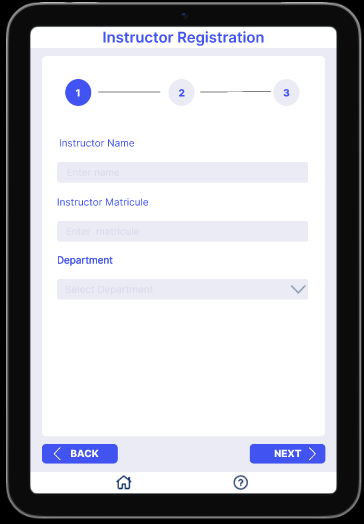 Instructor Registration
1 2 3
Instructor Name
Enter name
Instructor Matricule
Enter matricule
Department
Select Department
BACK NEXT